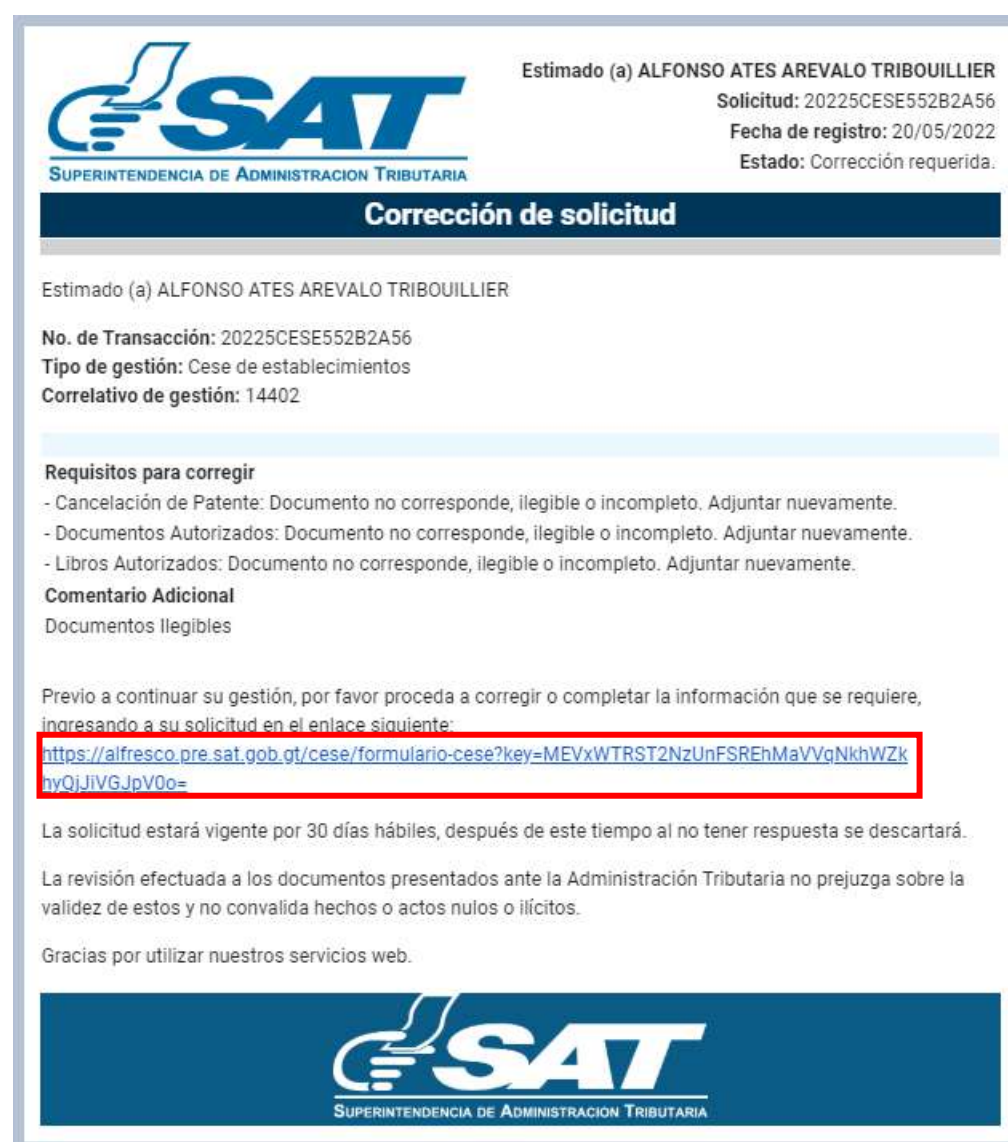 SAT
SUPERINTENDENCIA DE ADMINISTRACION TRIBUTARIA
Estimado (a) ALFONSO ATES AREVALO TRIBOUILLIER
Solicitud: 20225CESE552B2A56
Fecha de registro: 20/05/2022
Estado: Corrección requerida.
Corrección de solicitud
Estimado (a) ALFONSO ATES AREVALO TRIBOUILLIER
No. de Transacción: 20225CESE552B2A56
Tipo de gestión: Cese de establecimientos
Correlativo de gestión: 14402
Requisitos para corregir
- Cancelación de Patente: Documento no corresponde, ilegible o incompleto. Adjuntar nuevamente.
- Documentos Autorizados: Documento no corresponde, ilegible o incompleto. Adjuntar nuevamente.
- Libros Autorizados: Documento no corresponde, ilegible o incompleto. Adjuntar nuevamente.
Comentario Adicional
Documentos Ilegibles
Previo a continuar su gestión, por favor proceda a corregir o completar la información que se requiere,
ingresando a su solicitud en el enlace siguiente:
https://alfresco.pre.sat.gob.gt/cese/formulario-cese?key=MEVxWTRST2NzUnFSREhMaVVqNkhWZk
hyQjJiVGJpV0o=
La solicitud estará vigente por 30 días hábiles, después de este tiempo al no tener respuesta se descartará.
La revisión efectuada a los documentos presentados ante la Administración Tributaria no prejuzga sobre la
validez de estos y no convalida hechos o actos nulos o ilícitos.
Gracias por utilizar nuestros servicios web.
SAT
SUPERINTENDENCIA DE ADMINISTRACION TRIBUTARIA